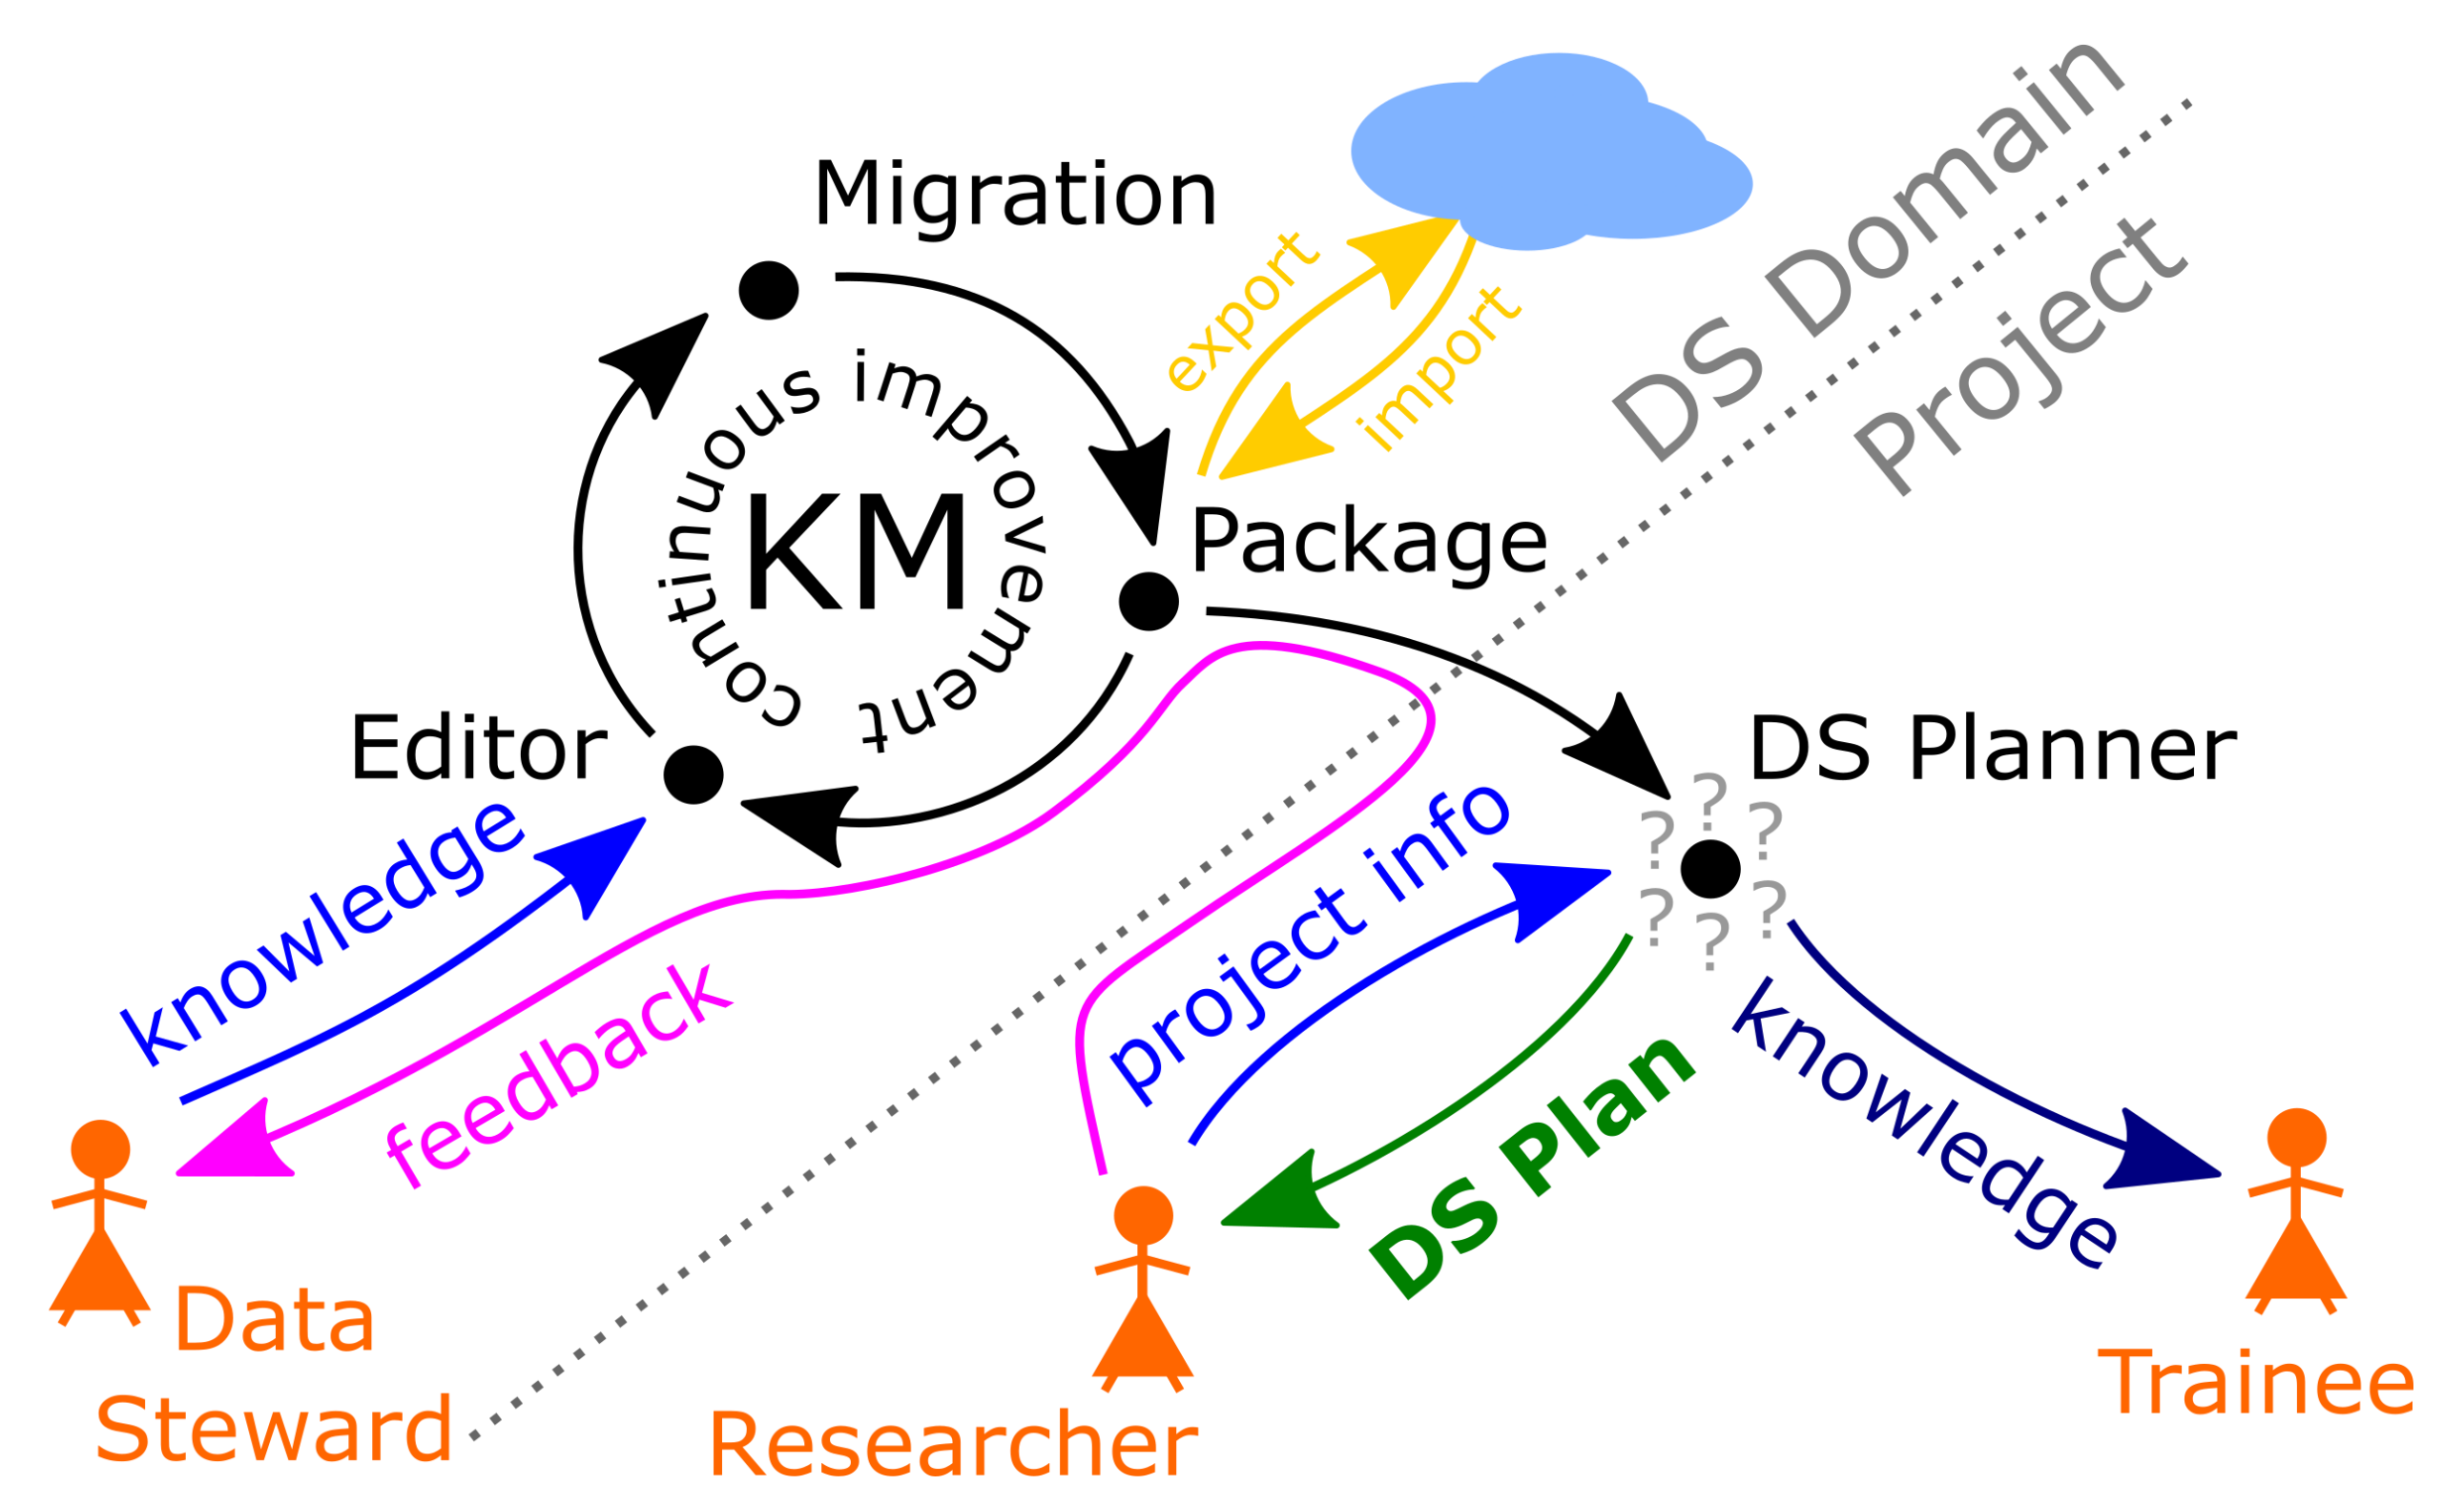 Migration
export
import
DS Domain
Project
continuous improvement
KM
Package
Editor
DS Planner
?
?
?
?
?
?
knowledge
project info
feedback
DS Plan
knowledge
Data
Steward
Researcher
Trainee